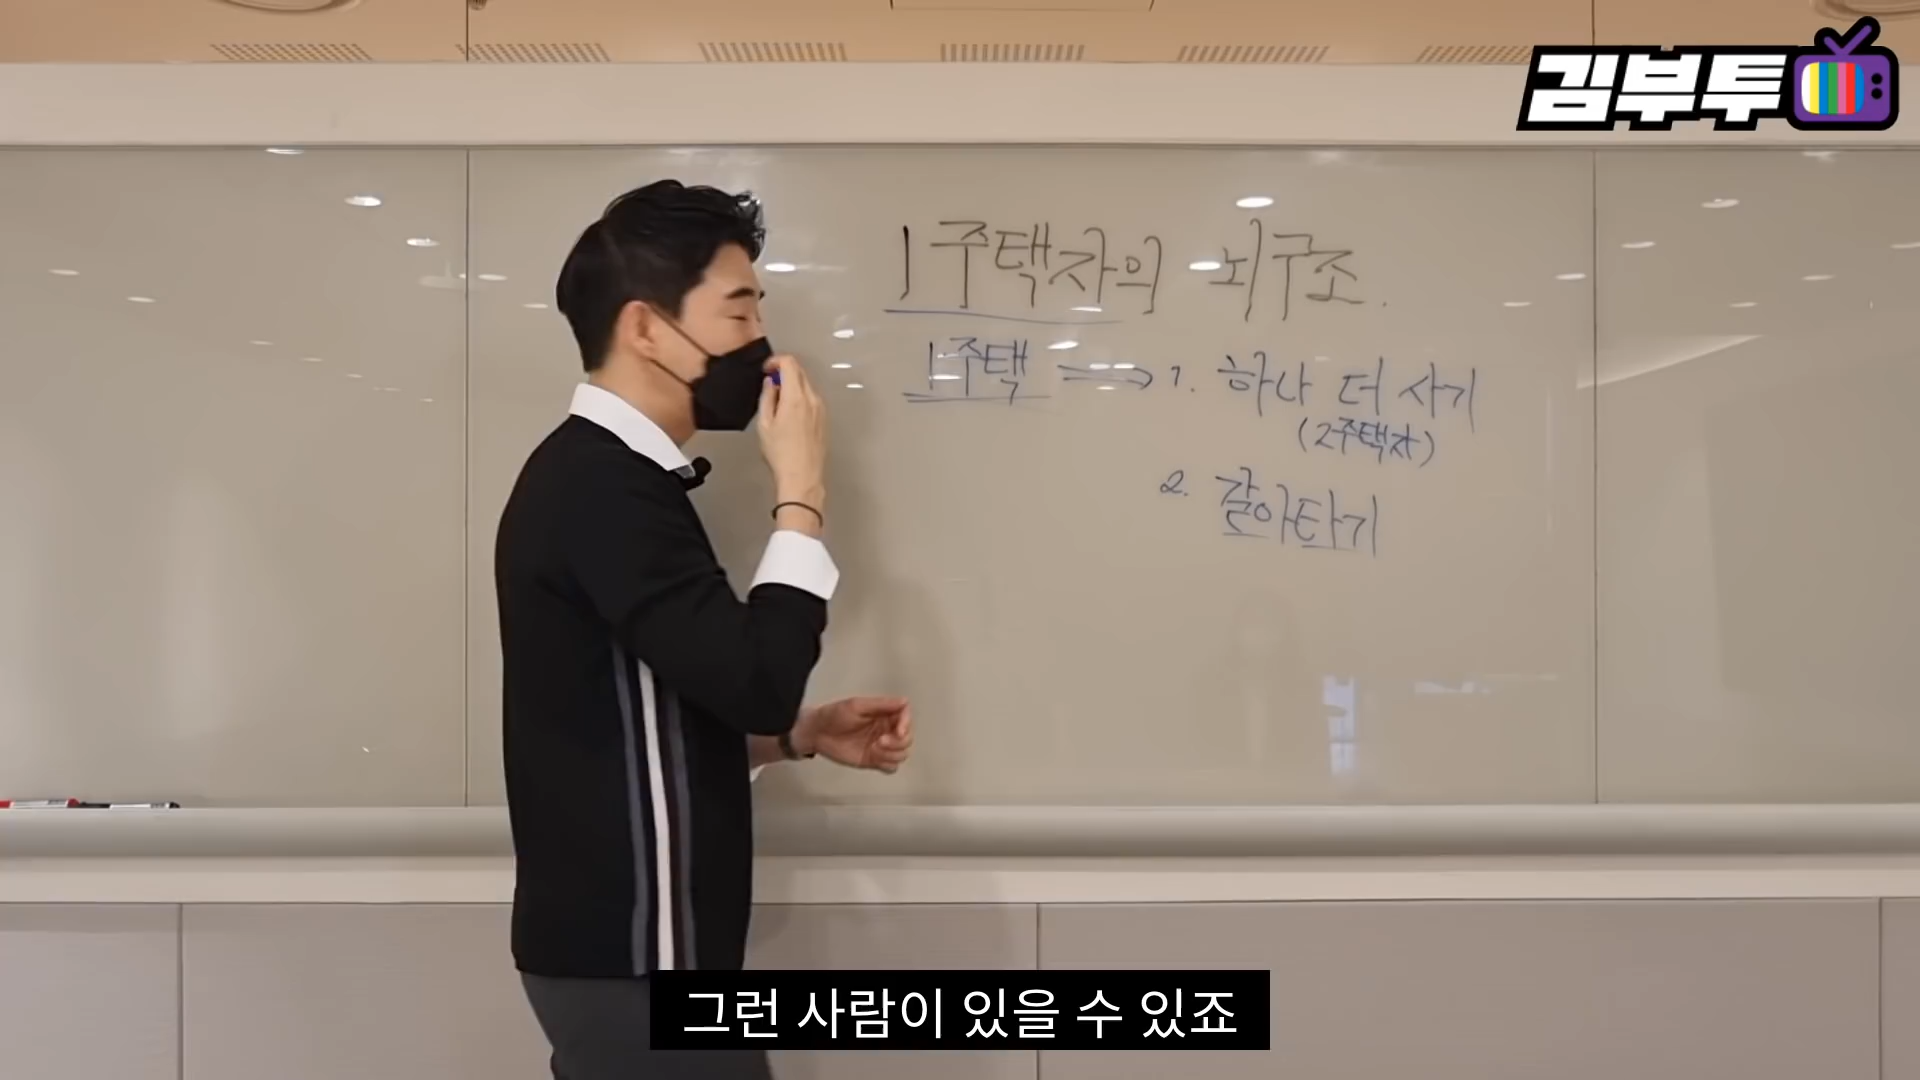 김부투
1주택자의 뇌구조.
1주택 ⇒ 1. 하나 더 사기
(2주택자)
2. 갈아타기
그런 사람이 있을 수 있죠